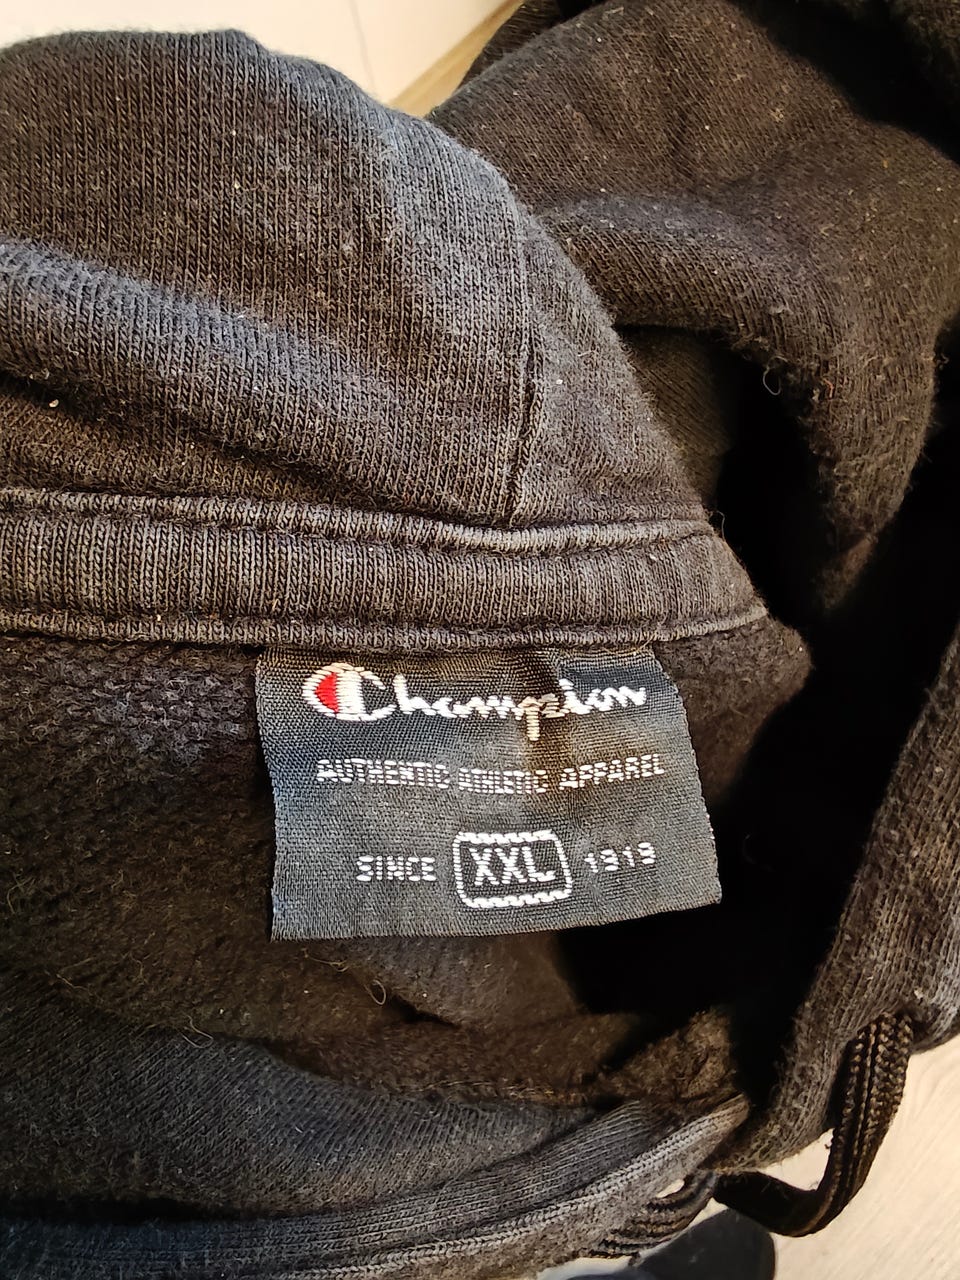 Champion
AUTHENTIC ATHLETIC APPAREL
SINCE XXL 1919